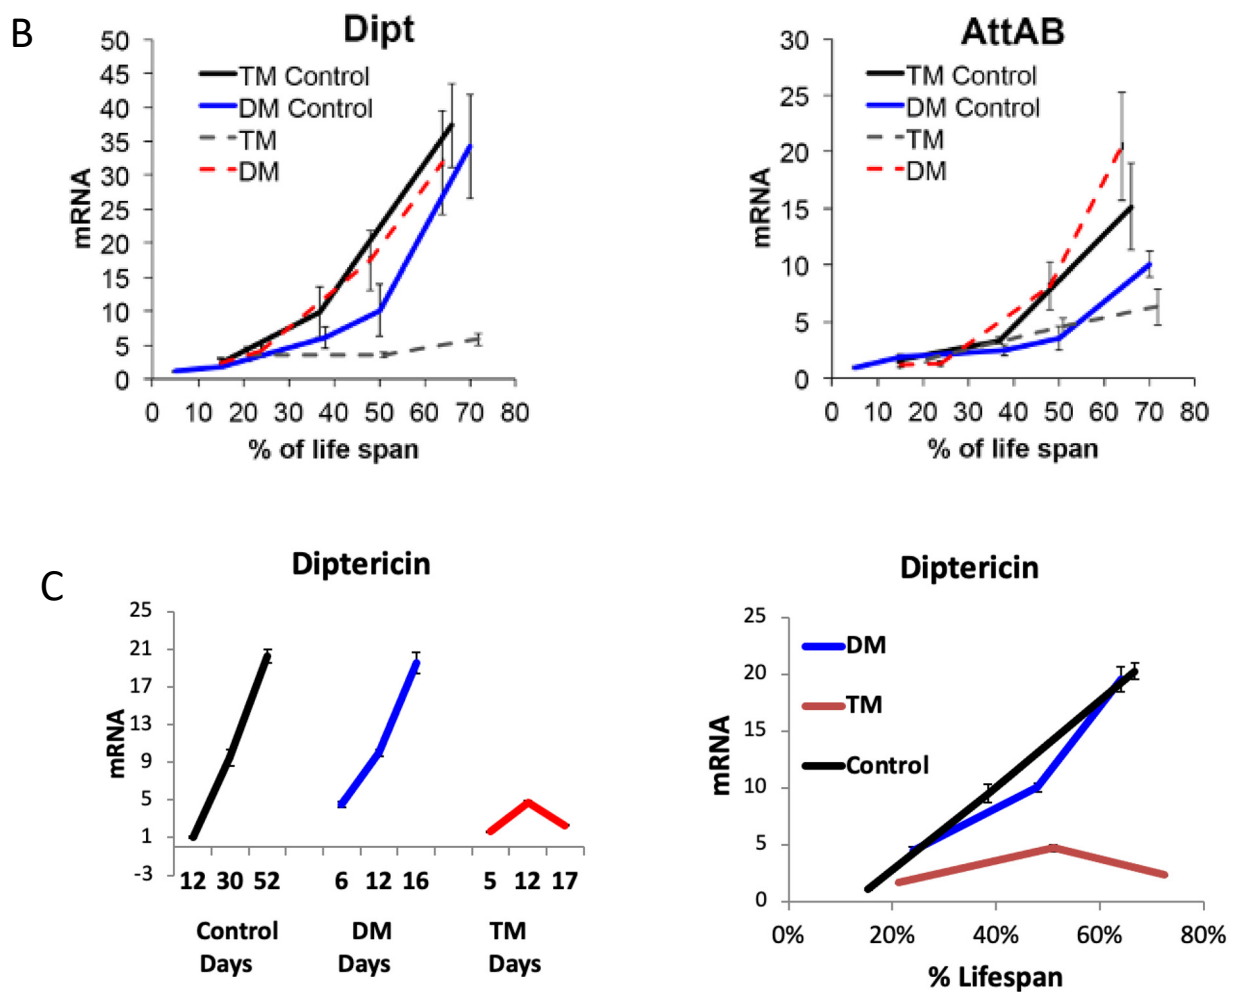 B
Dipt
50
45
40
35
30
25
20
15
10
5
0
mRNA
TM Control
DM Control
TM
DM
0 10 20 30 40 50 60 70 80
% of life span
AttAB
30
25
20
15
10
5
0
mRNA
TM Control
DM Control
TM
DM
0 10 20 30 40 50 60 70 80
% of life span
C
Diptericin
25
21
17
13
9
5
1
-3
mRNA
12 30 52 6 12 16 5 12 17
Control DM TM
Days Days Days
Diptericin
25
20
15
10
5
0
mRNA
DM
TM
Control
0% 20% 40% 60% 80%
% Lifespan